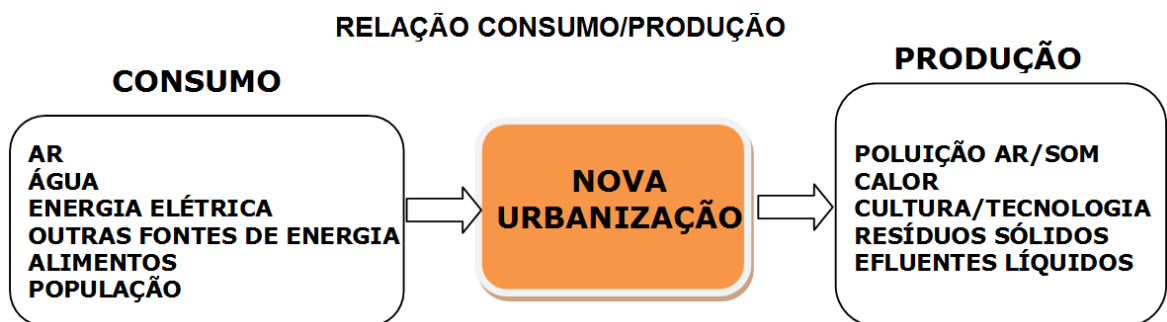 RELAÇÃO CONSUMO/PRODUÇÃO
CONSUMO
AR
ÁGUA
ENERGIA ELÉTRICA
OUTRAS FONTES DE ENERGIA
ALIMENTOS
POPULAÇÃO
NOVA
URBANIZAÇÃO
PRODUÇÃO
POLUIÇÃO AR/SOM
CALOR
CULTURA/TECNOLOGIA
RESÍDUOS SÓLIDOS
EFLUENTES LÍQUIDOS